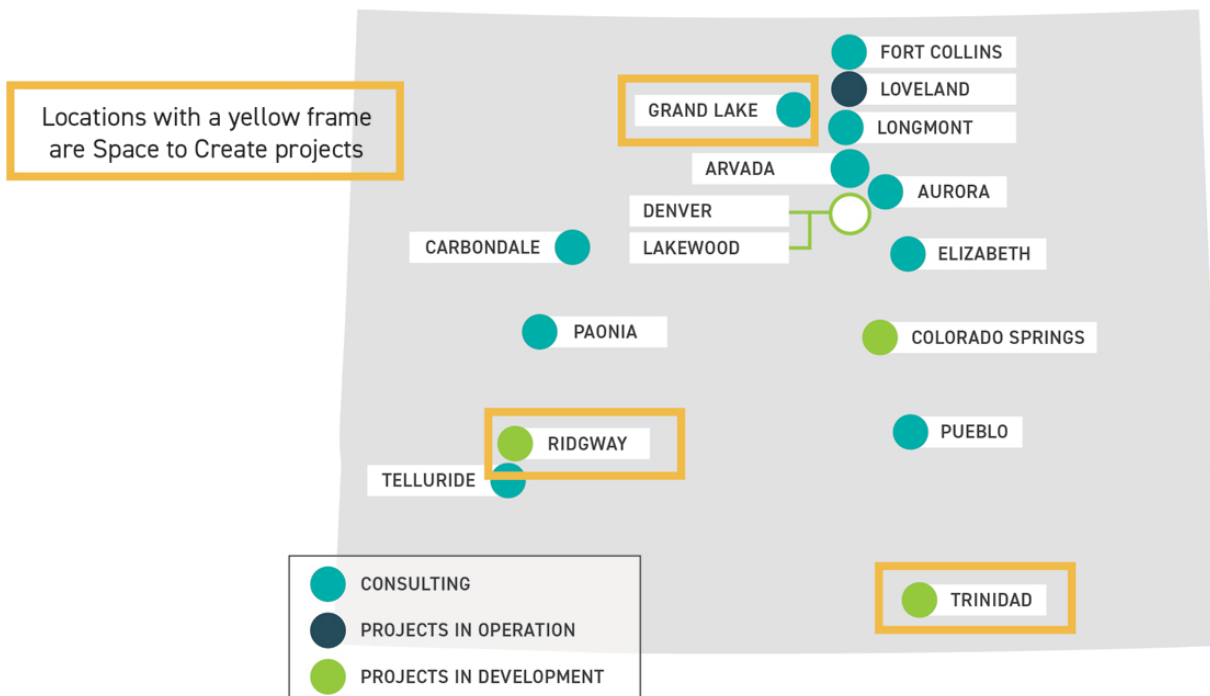 Locations with a yellow frame
are Space to Create projects
FORT COLLINS
LOVELAND
GRAND LAKE
LONGMONT
ARVADA
AURORA
DENVER
LAKEWOOD
CARBONDALE
ELIZABETH
PAONIA
COLORADO SPRINGS
RIDGWAY
PUEBLO
TELLURIDE
CONSULTING
TRINIDAD
PROJECTS IN OPERATION
PROJECTS IN DEVELOPMENT